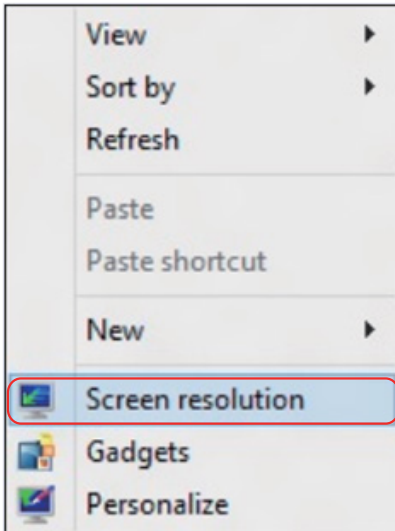 View
Sort by
Refresh
Paste
Paste shortcut
New
Screen resolution
Gadgets
Personalize